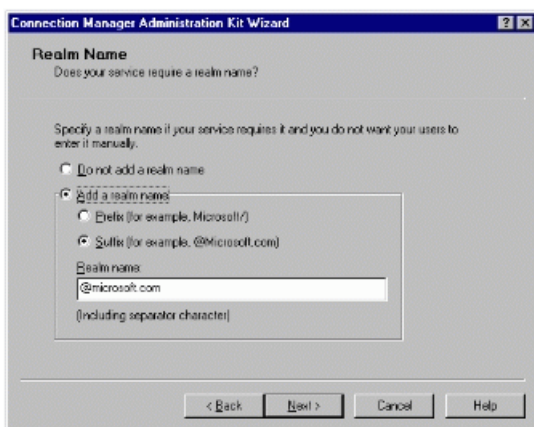 Connection Manager Administration Kit Wizard
Realm Name
Does your service require a realm name?
Specify a realm name if your service requires it and you do not want your users to
enter it manually.
Do not add a realm name
Add a realm name
Prefix (for example, Microsoft/)
Suffix (for example, @Microsoft.com)
Realm name:
@microsoft.com
(Including separator character)
< Back Next > Cancel Help